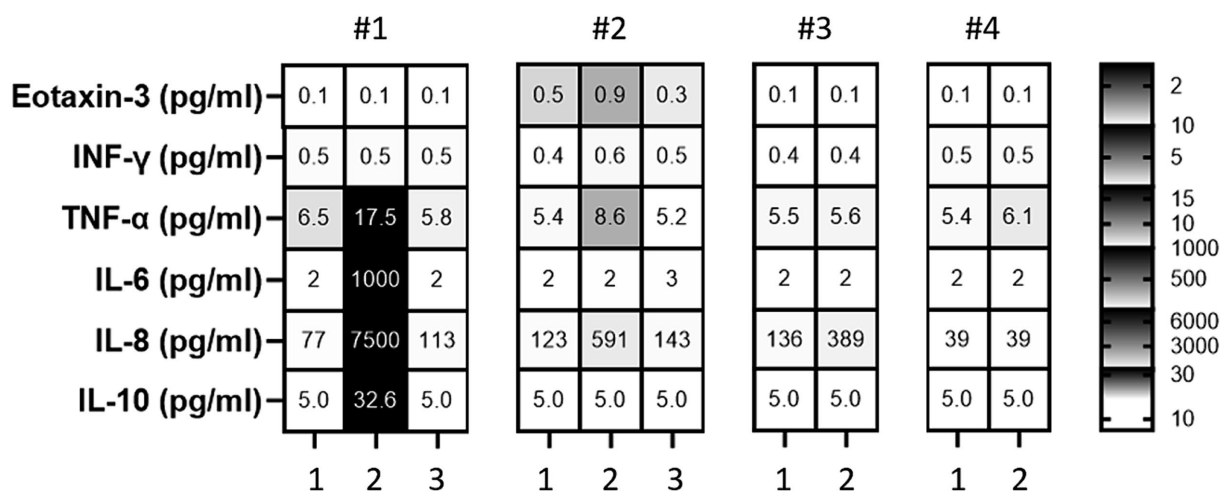 #1 #2 #3 #4
Eotaxin-3 (pg/ml) 0.1 0.1 0.1 0.5 0.9 0.3 0.1 0.1 0.1 0.1 2
10
INF-γ (pg/ml) 0.5 0.5 0.5 0.4 0.6 0.5 0.4 0.4 0.5 0.5 5
15
TNF-α (pg/ml) 6.5 17.5 5.8 5.4 8.6 5.2 5.5 5.6 5.4 6.1 10
1000
IL-6 (pg/ml) 2 1000 2 2 2 3 2 2 2 2 500
6000
IL-8 (pg/ml) 77 7500 113 123 591 143 136 389 39 39 3000
30
IL-10 (pg/ml) 5.0 32.6 5.0 5.0 5.0 5.0 5.0 5.0 5.0 5.0 10
1 2 3 1 2 3 1 2 1 2